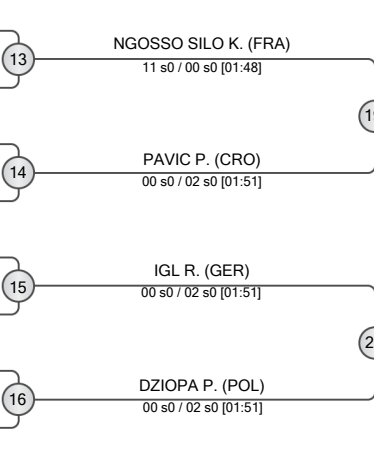 NGOSSO SILO K. (FRA)
13
11 s0 / 00 s0 [01:48]
PAVIC P. (CRO)
14
00 s0 / 02 s0 [01:51]
IGL R. (GER)
15
00 s0 / 02 s0 [01:51]
DZIOPA P. (POL)
16
00 s0 / 02 s0 [01:51]